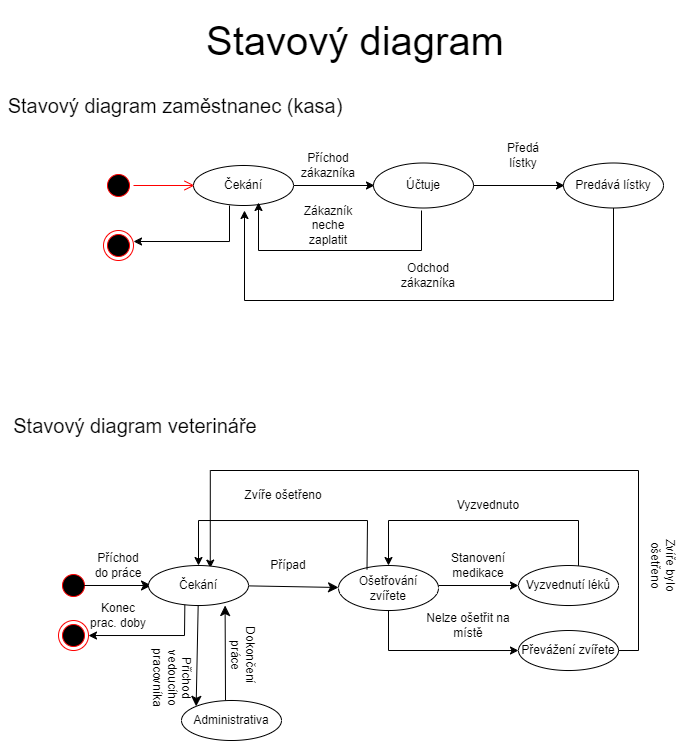 Stavový diagram
Stavový diagram zaměstnanec (kasa)
Příchod
zákazníka
Předá
lístky
Čekání
Účtuje
Predává lístky
Zákazník
neche
zaplatit
Odchod
zákazníka
Stavový diagram veterináře
Zvíře ošetřeno
Vyzvednuto
Zvíře bylo
ošetřeno
Příchod
do práce
Čekání
Případ
Ošetřování
zvířete
Stanovení
medikace
Vyzvednutí léků
Konec
prac. doby
Nelze ošetřit na
místě
Převážení zvířete
Příchod
vedoucího
pracovníka
Dokončení
práce
Administrativa